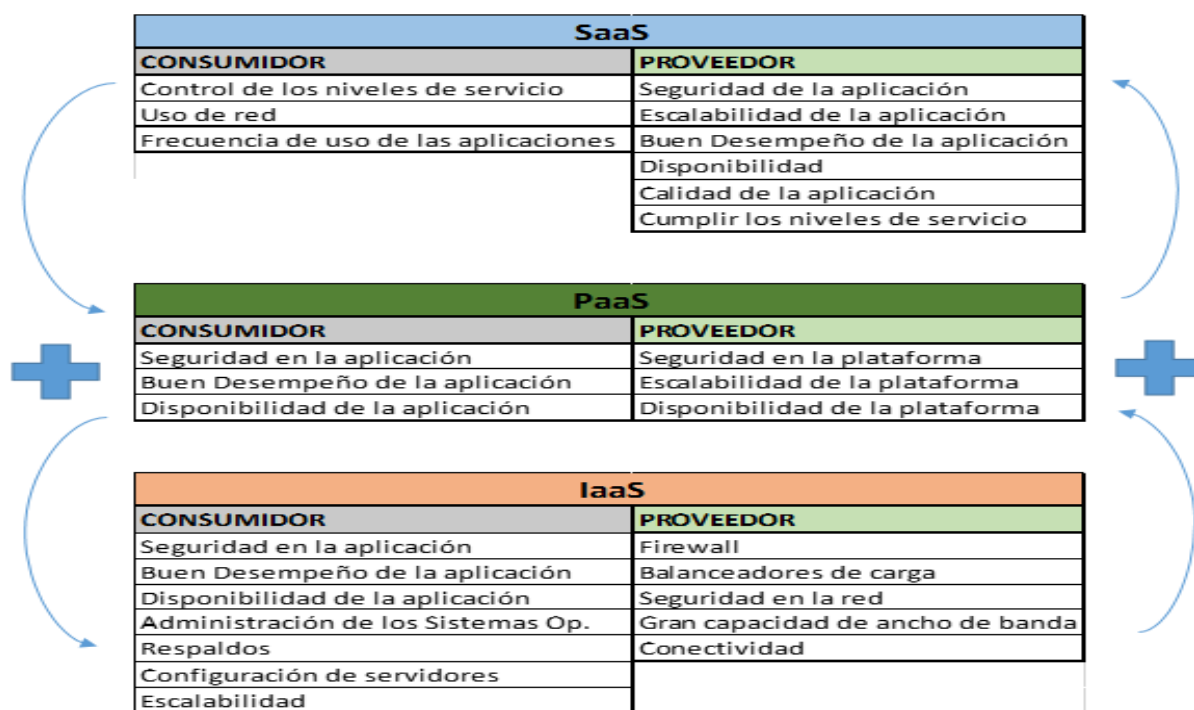 SaaS
CONSUMIDOR PROVEEDOR
Control de los niveles de servicio Seguridad de la aplicación
Uso de red Escalabilidad de la aplicación
Frecuencia de uso de las aplicaciones Buen Desempeño de la aplicación
Disponibilidad
Calidad de la aplicación
Cumplir los niveles de servicio
PaaS
CONSUMIDOR PROVEEDOR
Seguridad en la aplicación Seguridad en la plataforma
Buen Desempeño de la aplicación Escalabilidad de la plataforma
Disponibilidad de la aplicación Disponibilidad de la plataforma
IaaS
CONSUMIDOR PROVEEDOR
Seguridad en la aplicación Firewall
Buen Desempeño de la aplicación Balanceadores de carga
Disponibilidad de la aplicación Seguridad en la red
Administración de los Sistemas Op. Gran capacidad de ancho de banda
Respaldos Conectividad
Configuración de servidores
Escalabilidad